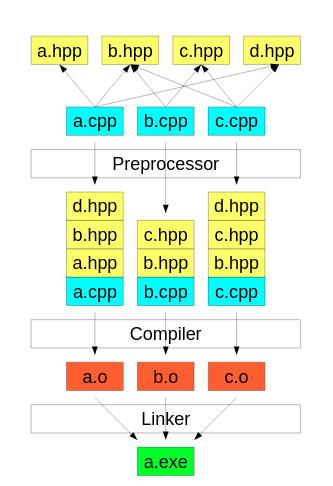 a.hpp b.hpp c.hpp d.hpp
a.cpp b.cpp c.cpp
Preprocessor
d.hpp d.hpp
b.hpp c.hpp c.hpp
a.hpp b.hpp b.hpp
a.cpp b.cpp c.cpp
Compiler
a.o b.o c.o
Linker
a.exe